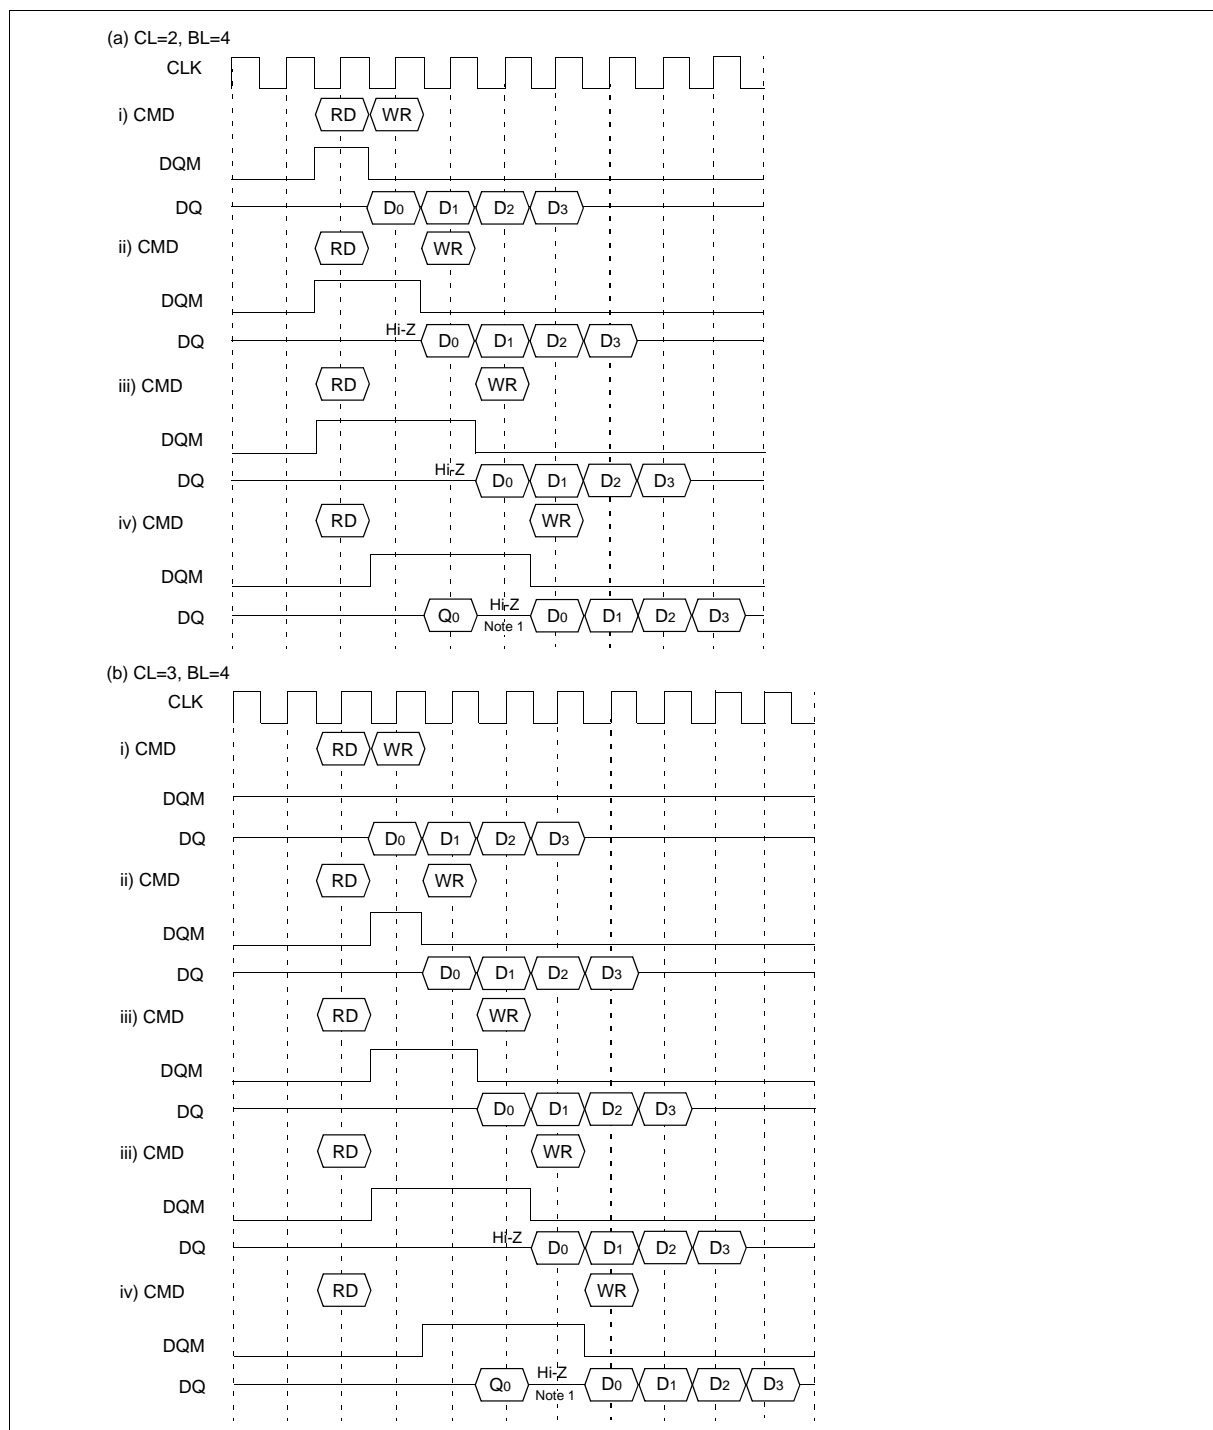 (a) CL=2, BL=4
CLK
i) CMD RD WR
DQM
DQ D0 D1 D2 D3
ii) CMD RD WR
DQM
Hi-Z
DQ D0 D1 D2 D3
iii) CMD RD WR
DQM
Hi-Z
DQ D0 D1 D2 D3
iv) CMD RD WR
DQM
Hi-Z
DQ Q0 D0 D1 D2 D3
Note 1
(b) CL=3, BL=4
CLK
i) CMD RD WR
DQM
DQ D0 D1 D2 D3
ii) CMD RD WR
DQM
DQ D0 D1 D2 D3
iii) CMD RD WR
DQM
DQ D0 D1 D2 D3
iii) CMD RD WR
DQM
Hi-Z
DQ D0 D1 D2 D3
iv) CMD RD WR
DQM
Hi-Z
DQ Q0 D0 D1 D2 D3
Note 1